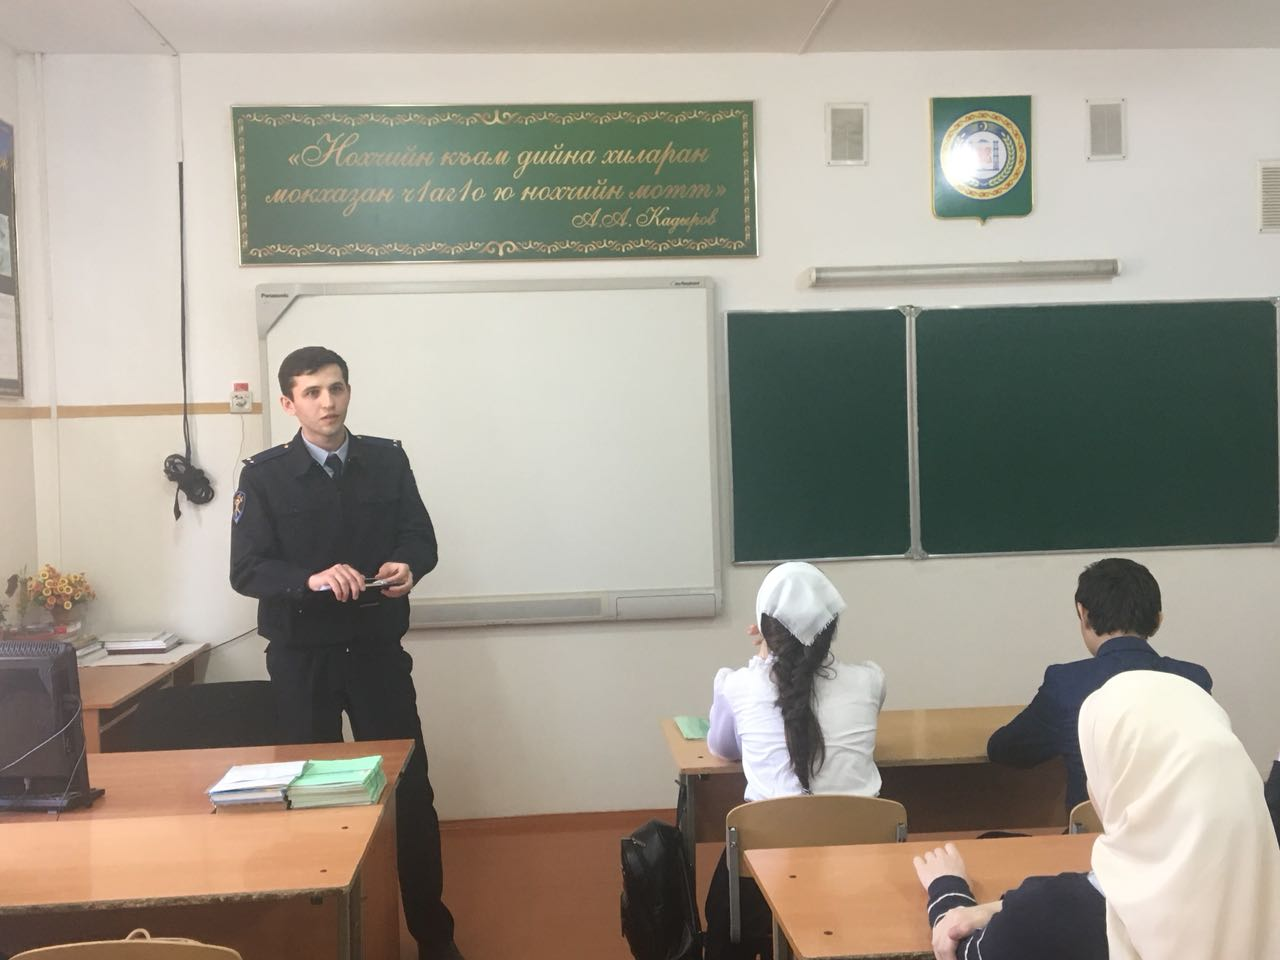 «Нохчийн къам дийна хиларан
мокхазан ч1аг1о ю нохчийн мотт»
А.А. Кадыров
Panasonic